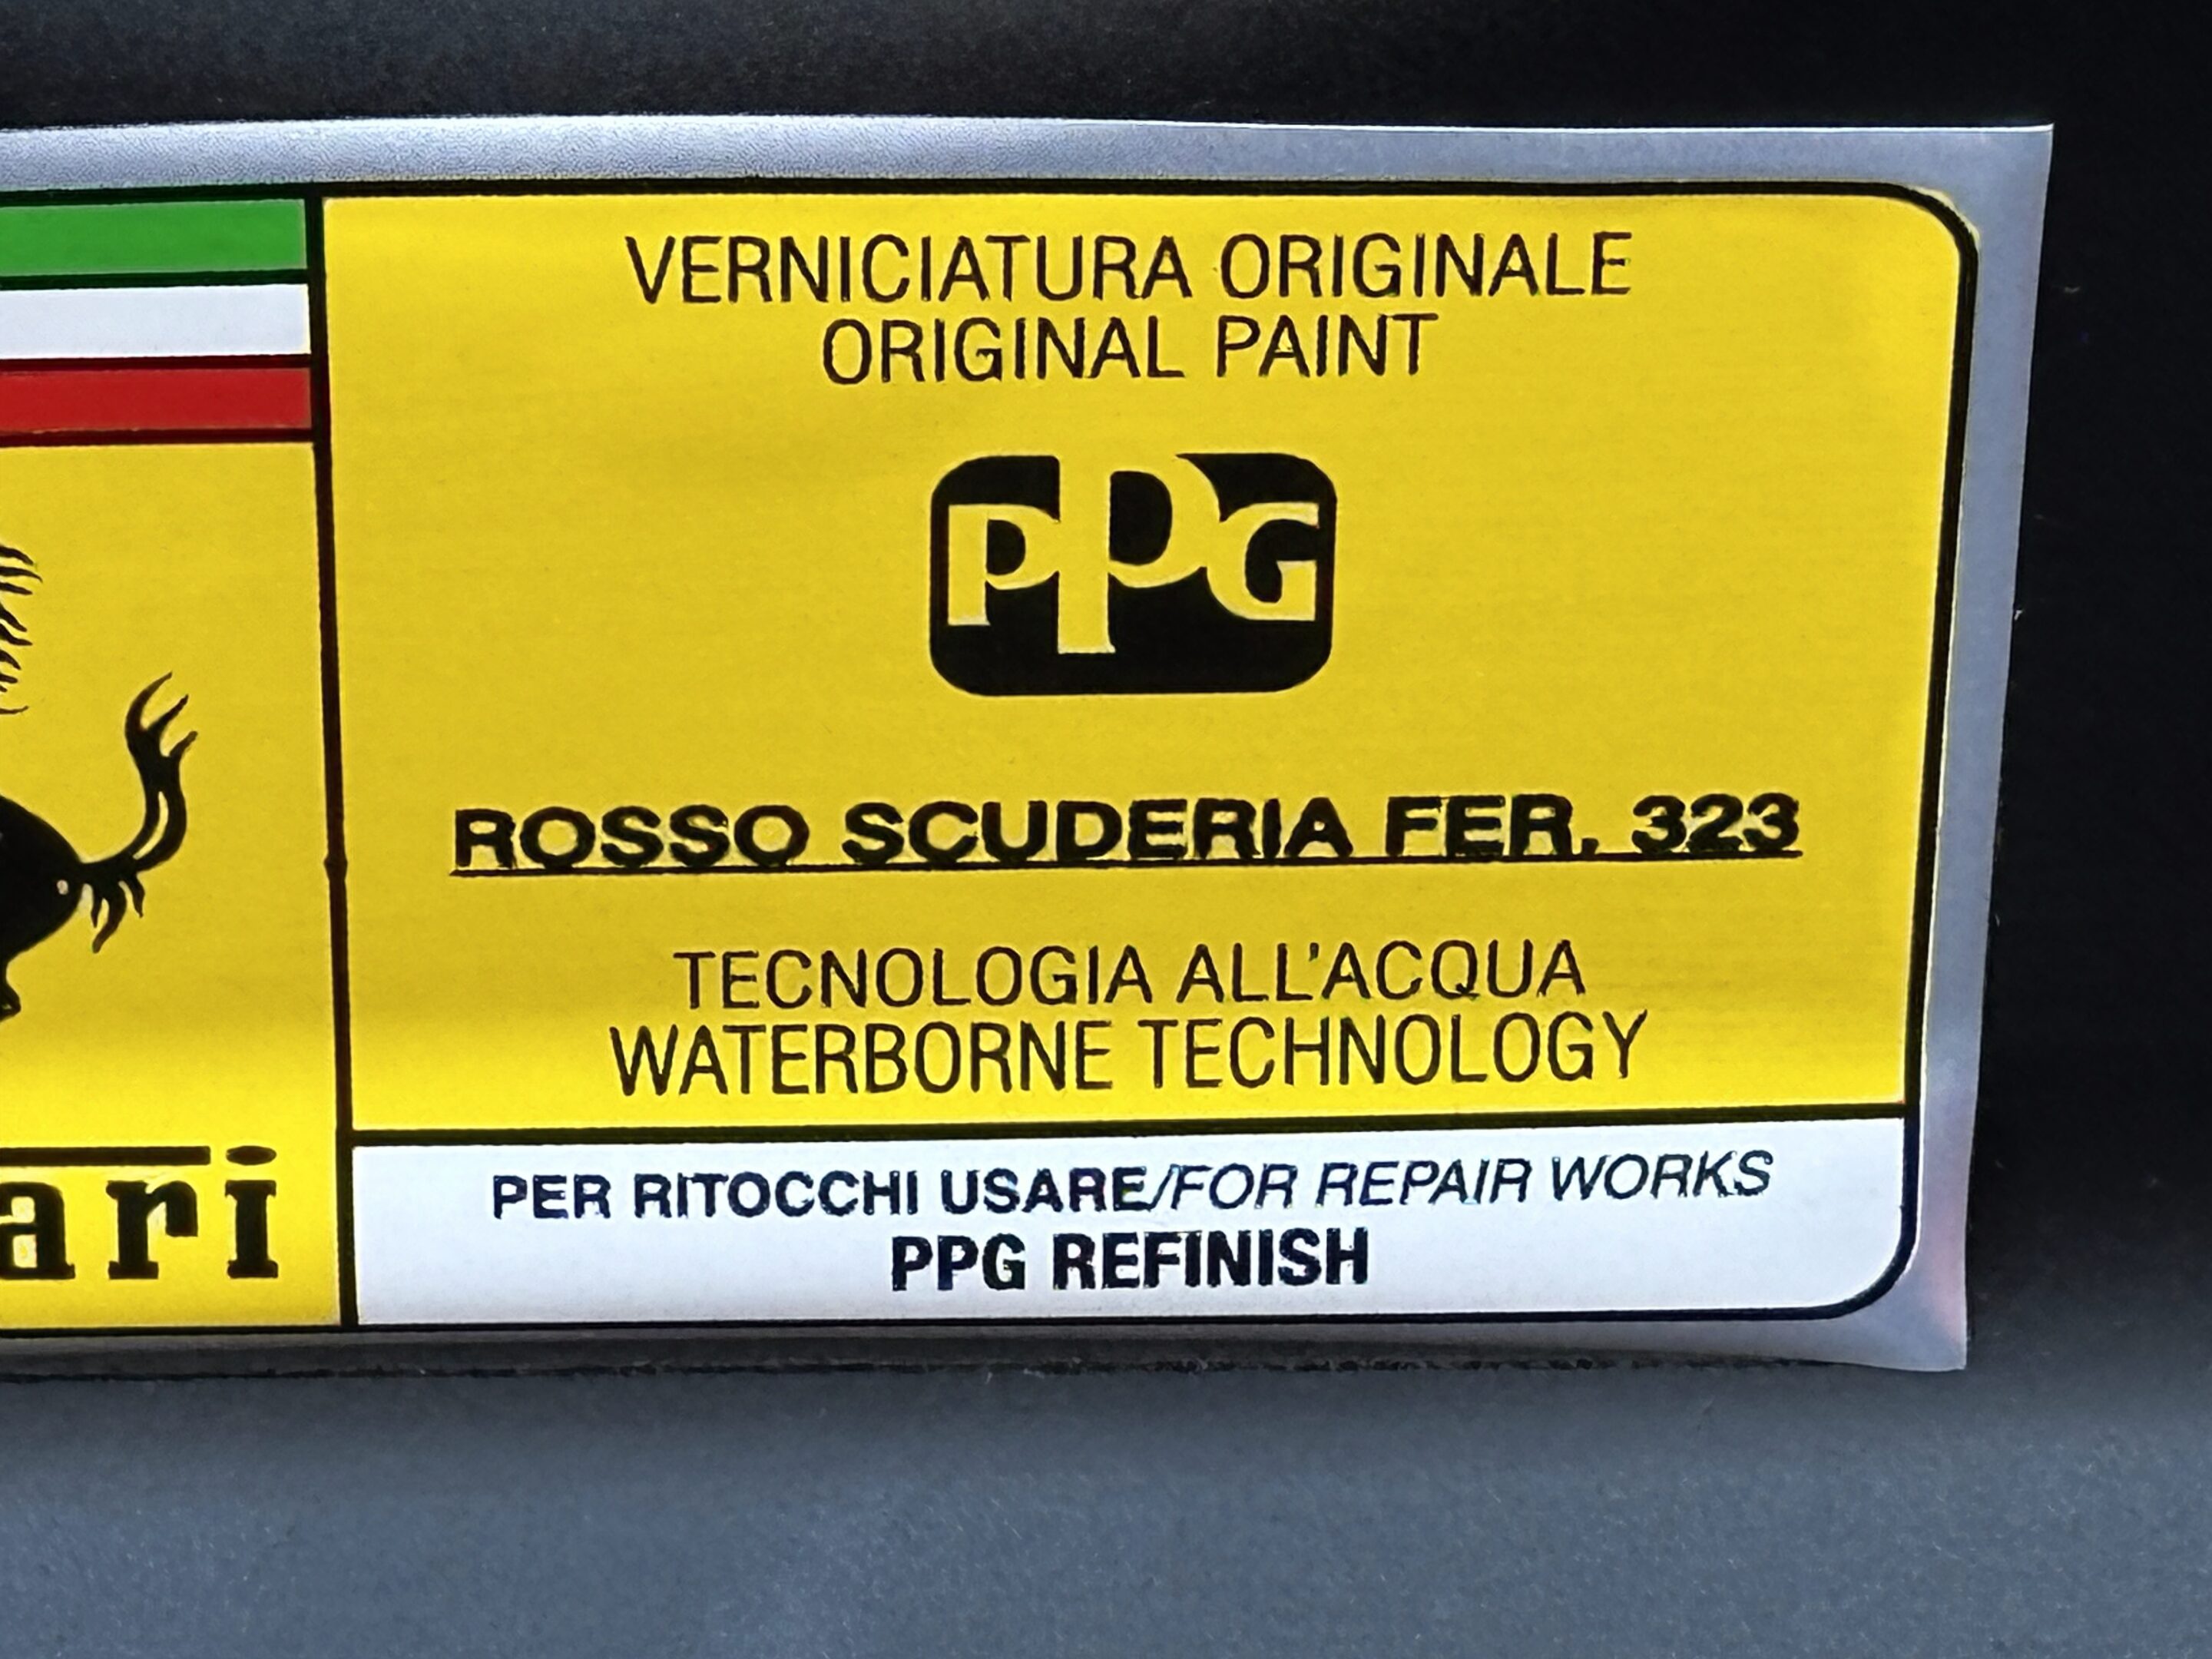 VERNICIATURA ORIGINALE
ORIGINAL PAINT
PPG
ROSSO SCUDERIA FER. 323
TECNOLOGIA ALL'ACQUA
WATERBORNE TECHNOLOGY
PER RITOCCHI USARE/FOR REPAIR WORKS
PPG REFINISH
ari